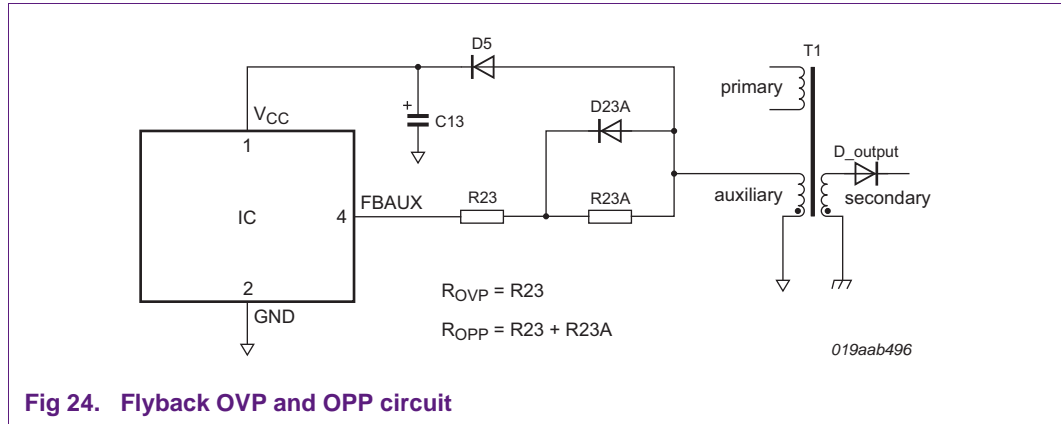 D5
T1
primary
D23A
VCC
+
C13
1
D_output
FBAUX
R23
R23A
auxiliary
secondary
IC
4
2
ROVP = R23
GND
ROPP = R23 + R23A
019aab496
Fig 24. Flyback OVP and OPP circuit